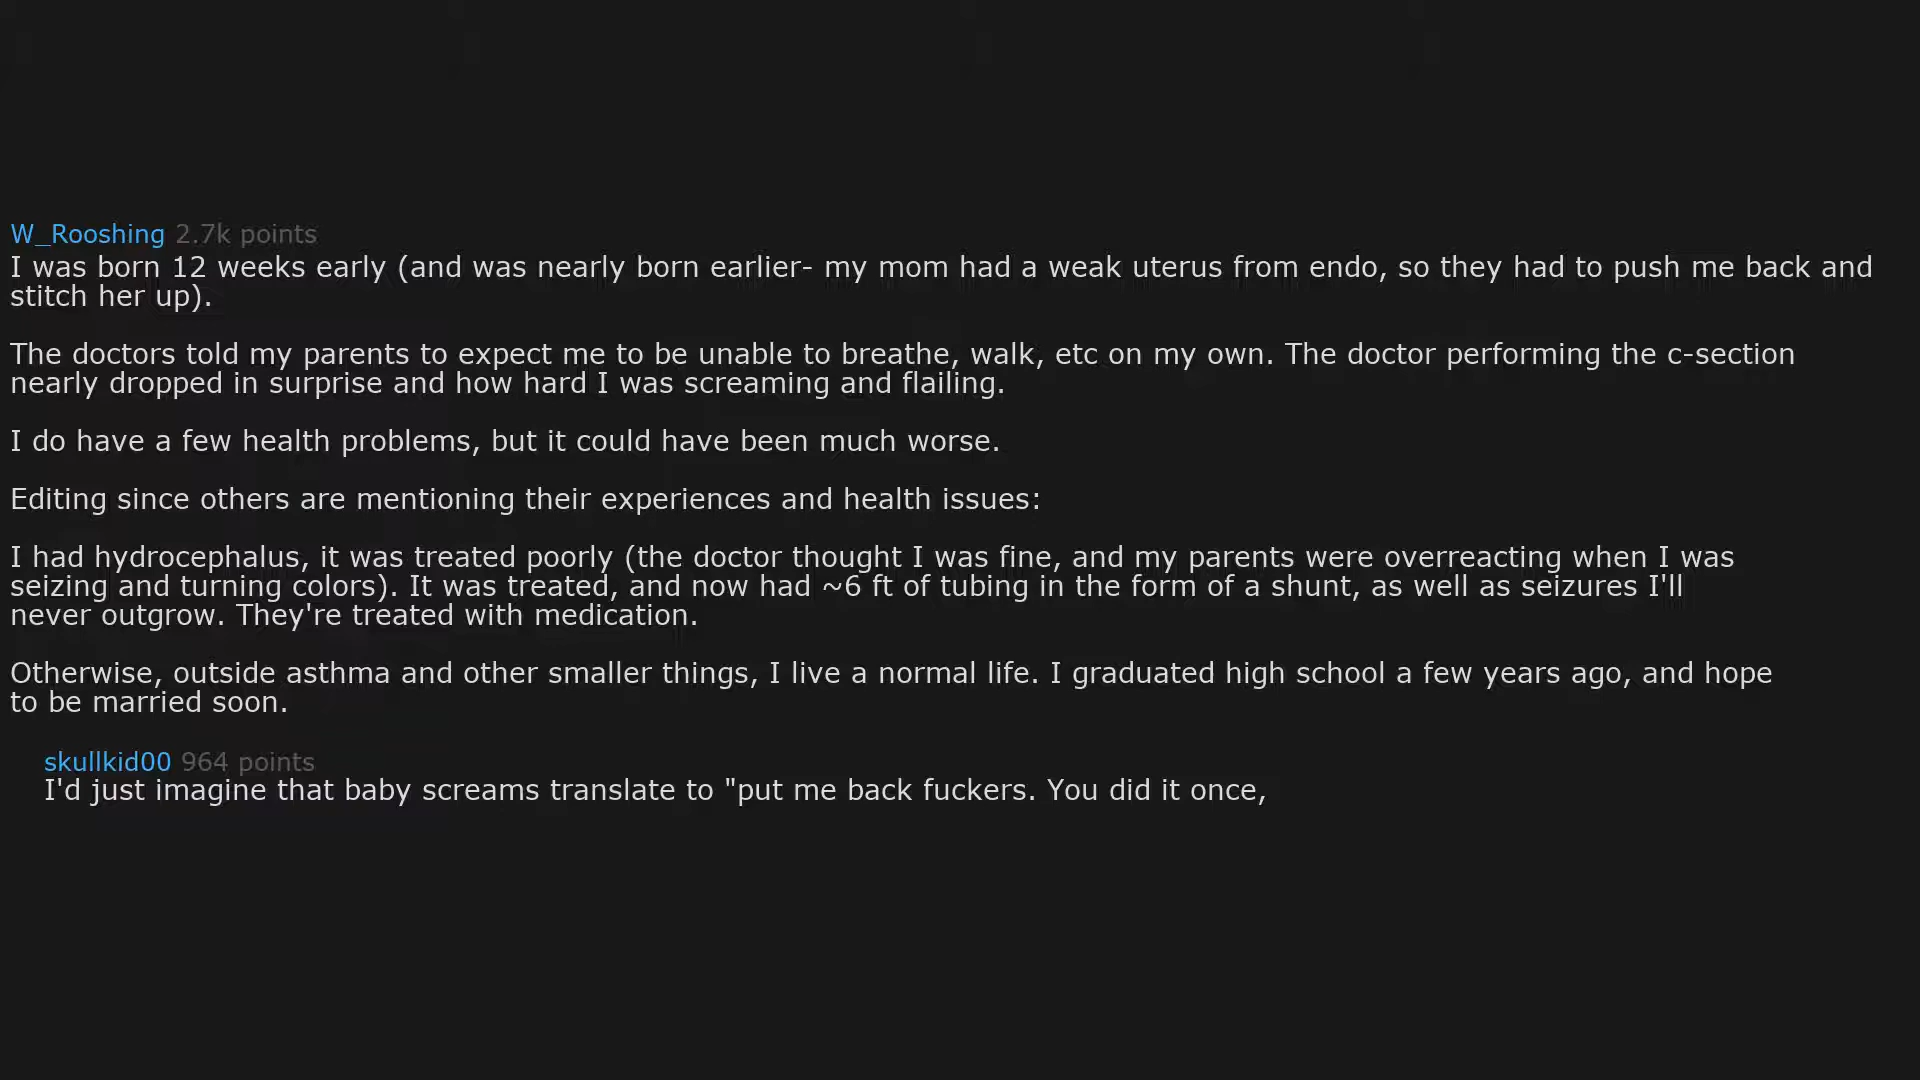 W_Rooshing 2.7k points
I was born 12 weeks early (and was nearly born earlier- my mom had a weak uterus from endo, so they had to push me back and
stitch her up).
The doctors told my parents to expect me to be unable to breathe, walk, etc on my own. The doctor performing the c-section
nearly dropped in surprise and how hard I was screaming and flailing.
I do have a few health problems, but it could have been much worse.
Editing since others are mentioning their experiences and health issues:
I had hydrocephalus, it was treated poorly (the doctor thought I was fine, and my parents were overreacting when I was
seizing and turning colors). It was treated, and now had ~6 ft of tubing in the form of a shunt, as well as seizures I'll
never outgrow. They're treated with medication.
Otherwise, outside asthma and other smaller things, I live a normal life. I graduated high school a few years ago, and hope
to be married soon.
skullkid00 964 points
I'd just imagine that baby screams translate to "put me back fuckers. You did it once,